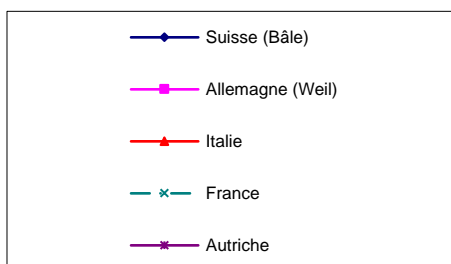 Suisse (Bâle)
Allemagne (Weil)
Italie
France
Autriche